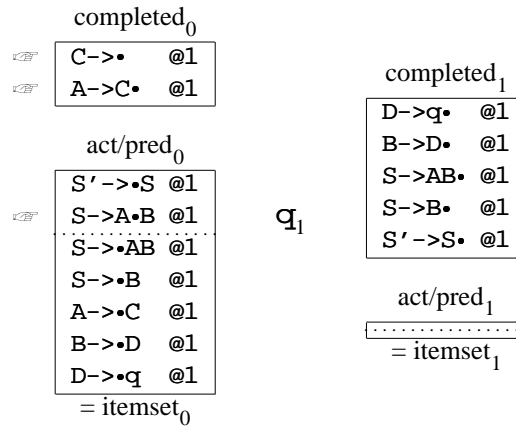 completed₀
☞ C->• @1
☞ A->C• @1
act/pred₀
S'->•S @1
☞ S->A•B @1
S->•AB @1
S->•B @1
A->•C @1
B->•D @1
D->•q @1
= itemset₀
q₁
completed₁
D->q• @1
B->D• @1
S->AB• @1
S->B• @1
S'->S• @1
act/pred₁
= itemset₁